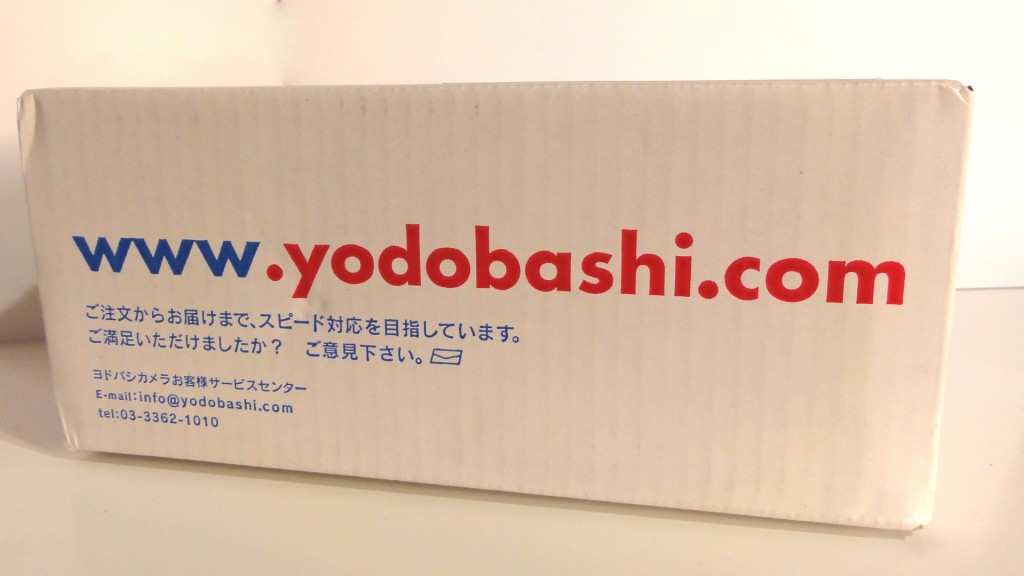 www.yodobashi.com
ご注文からお届けまで、スピード対応を目指しています。
ご満足いただけましたか？　ご意見下さい。
ヨドバシカメラお客様サービスセンター
E-mail:info@yodobashi.com
tel:03-3362-1010